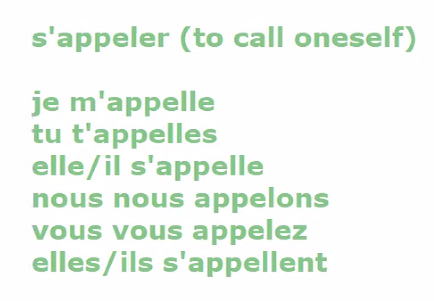 s'appeler (to call oneself)
je m'appelle
tu t'appelles
elle/il s'appelle
nous nous appelons
vous vous appelez
elles/ils s'appellent